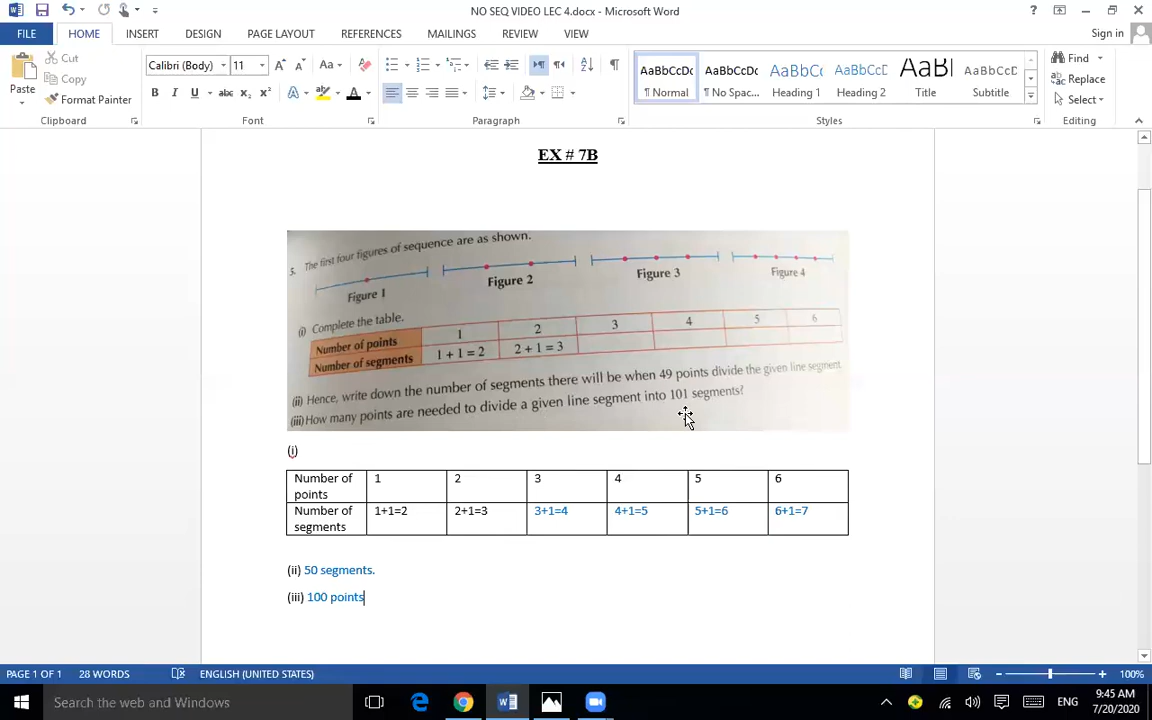 NO SEQ VIDEO LEC 4.docx - Microsoft Word
Sign in
FILE HOME INSERT DESIGN PAGE LAYOUT REFERENCES MAILINGS REVIEW VIEW
Paste
Cut
Copy
Format Painter
Clipboard
Calibri (Body) 11
Font
Paragraph
AaBbCcDc AaBbCcDc AaBbCc AaBbCcD AaBl AaBbCcD
¶ Normal ¶ No Spac... Heading 1 Heading 2 Title Subtitle
Styles
Find
Replace
Select
Editing
EX # 7B
5. The first four figures of sequence are as shown.
Figure 1 Figure 2 Figure 3 Figure 4
(i) Complete the table.
Number of points 1 2 3 4 5 6
Number of segments 1 + 1 = 2 2 + 1 = 3
(ii) Hence, write down the number of segments there will be when 49 points divide the given line segment.
(iii) How many points are needed to divide a given line segment into 101 segments?
(i)
Number of points 1 2 3 4 5 6
Number of segments 1+1=2 2+1=3 3+1=4 4+1=5 5+1=6 6+1=7
(ii) 50 segments.
(iii) 100 points
PAGE 1 OF 1 28 WORDS ENGLISH (UNITED STATES) 100%
Search the web and Windows
ENG
9:45 AM
7/20/2020